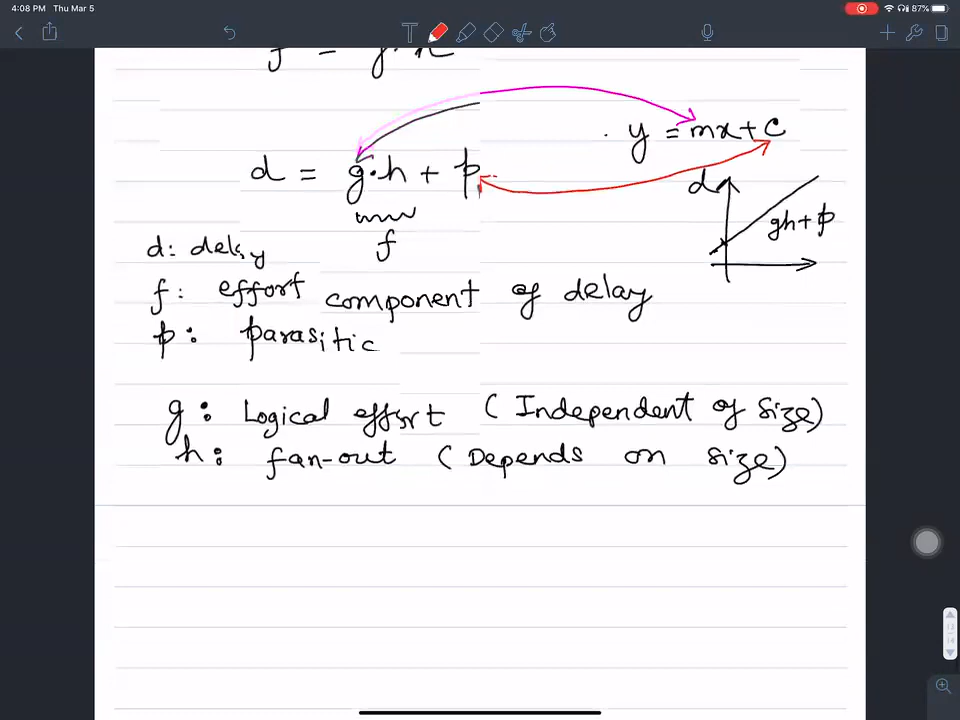 4:08 PM Thu Mar 5
87%
y = mx + c
d = g·h + p
d
gh + p
f
d: delay
f: effort component of delay
p: parasitic
g: Logical effort (Independent of size)
h: fan-out (Depends on size)